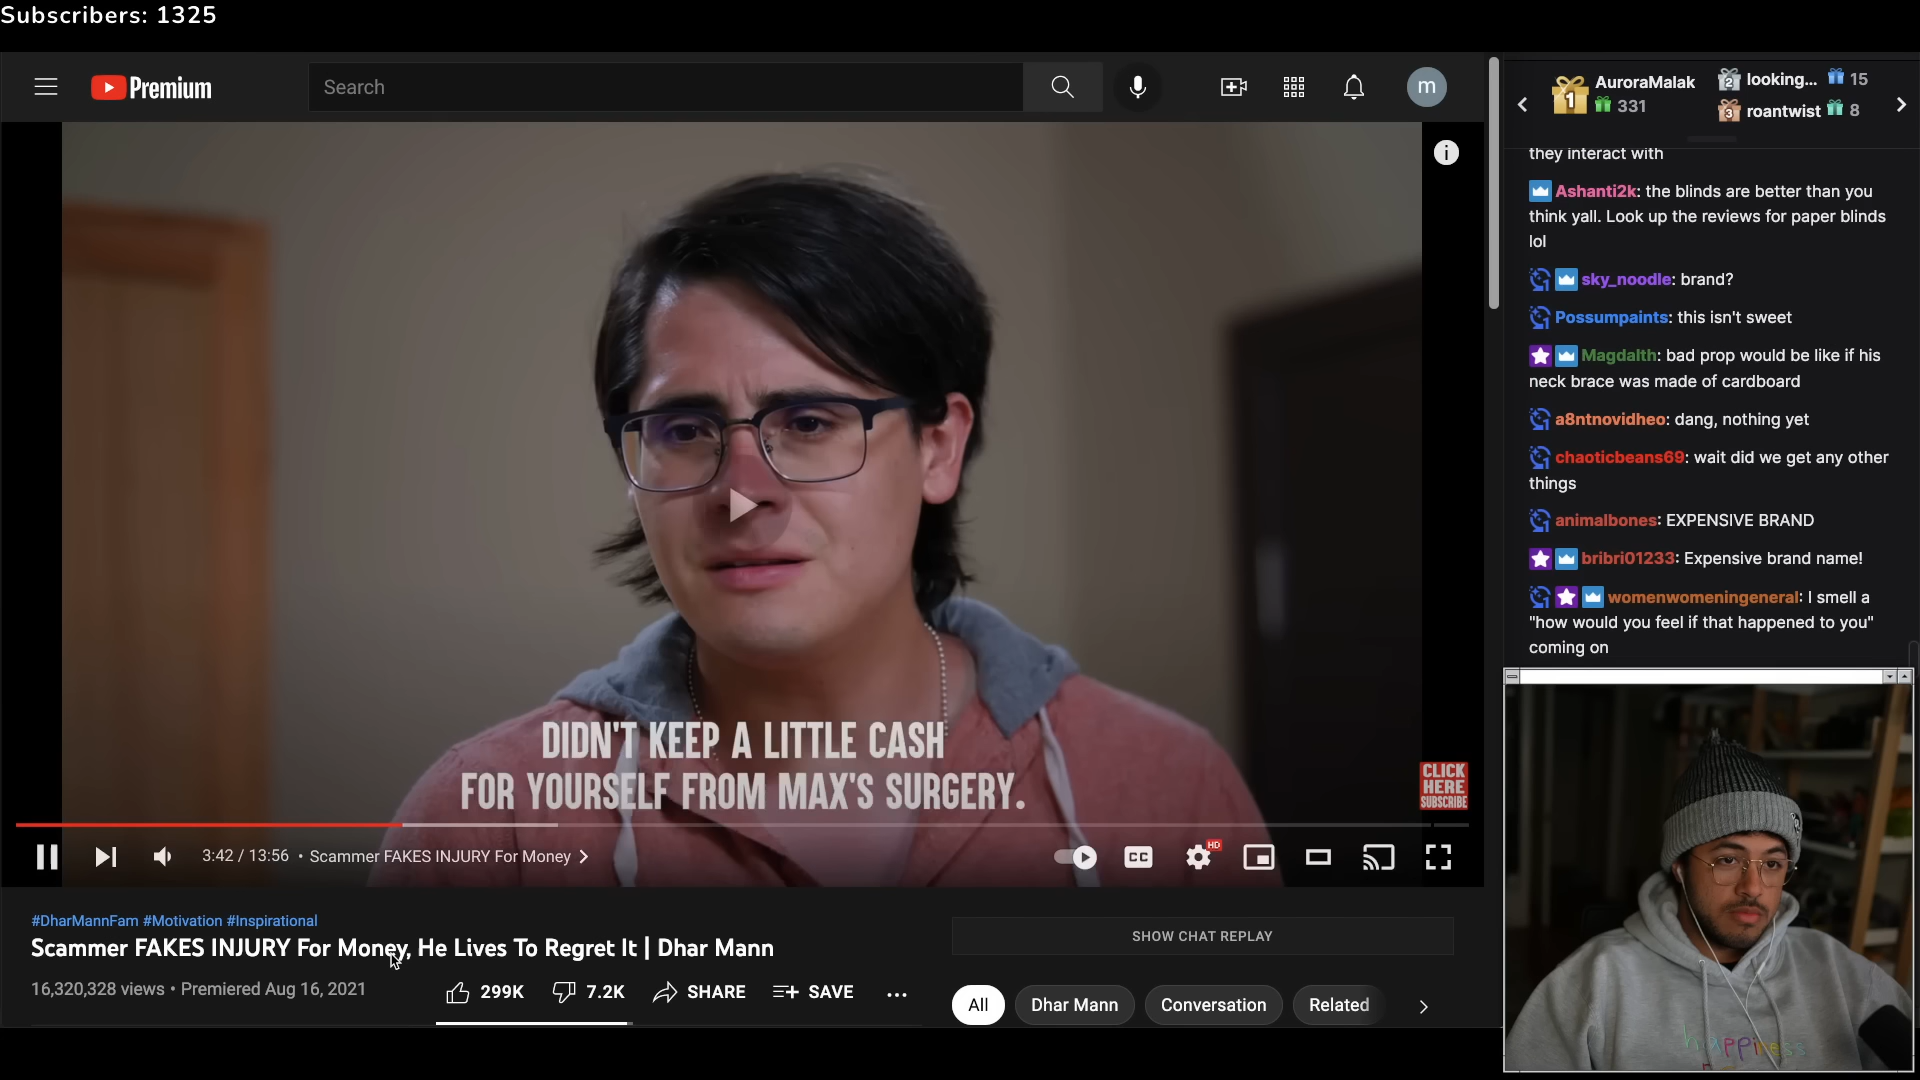 Subscribers: 1325
Premium
Search
m
1
AuroraMalak
331
2
looking...
15
3
roantwist
8
they interact with
Ashanti2k: the blinds are better than you
think yall. Look up the reviews for paper blinds
lol
sky_noodle: brand?
Possumpaints: this isn't sweet
Magdalth: bad prop would be like if his
neck brace was made of cardboard
a8ntnovidheo: dang, nothing yet
chaoticbeans69: wait did we get any other
things
animalbones: EXPENSIVE BRAND
bribri01233: Expensive brand name!
womenwomeningeneral: I smell a
"how would you feel if that happened to you"
coming on
DIDN'T KEEP A LITTLE CASH
FOR YOURSELF FROM MAX'S SURGERY.
CLICK
HERE
SUBSCRIBE
3:42 / 13:56 • Scammer FAKES INJURY For Money
CC
HD
#DharMannFam #Motivation #Inspirational
Scammer FAKES INJURY For Money, He Lives To Regret It | Dhar Mann
16,320,328 views • Premiered Aug 16, 2021
299K
7.2K
SHARE
SAVE
SHOW CHAT REPLAY
All
Dhar Mann
Conversation
Related
happiness